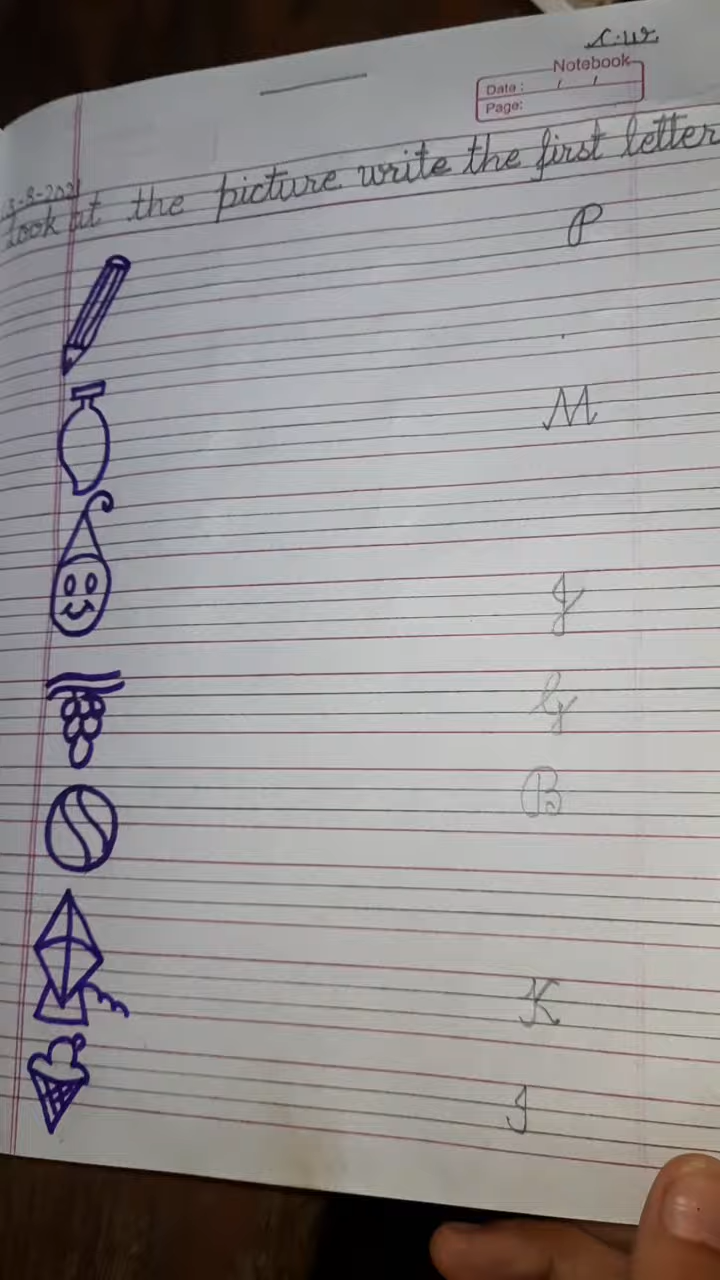 C.W.
Notebook
Date : / /
Page:
Look at the picture write the first letter
P
M
J
G
B
K
I